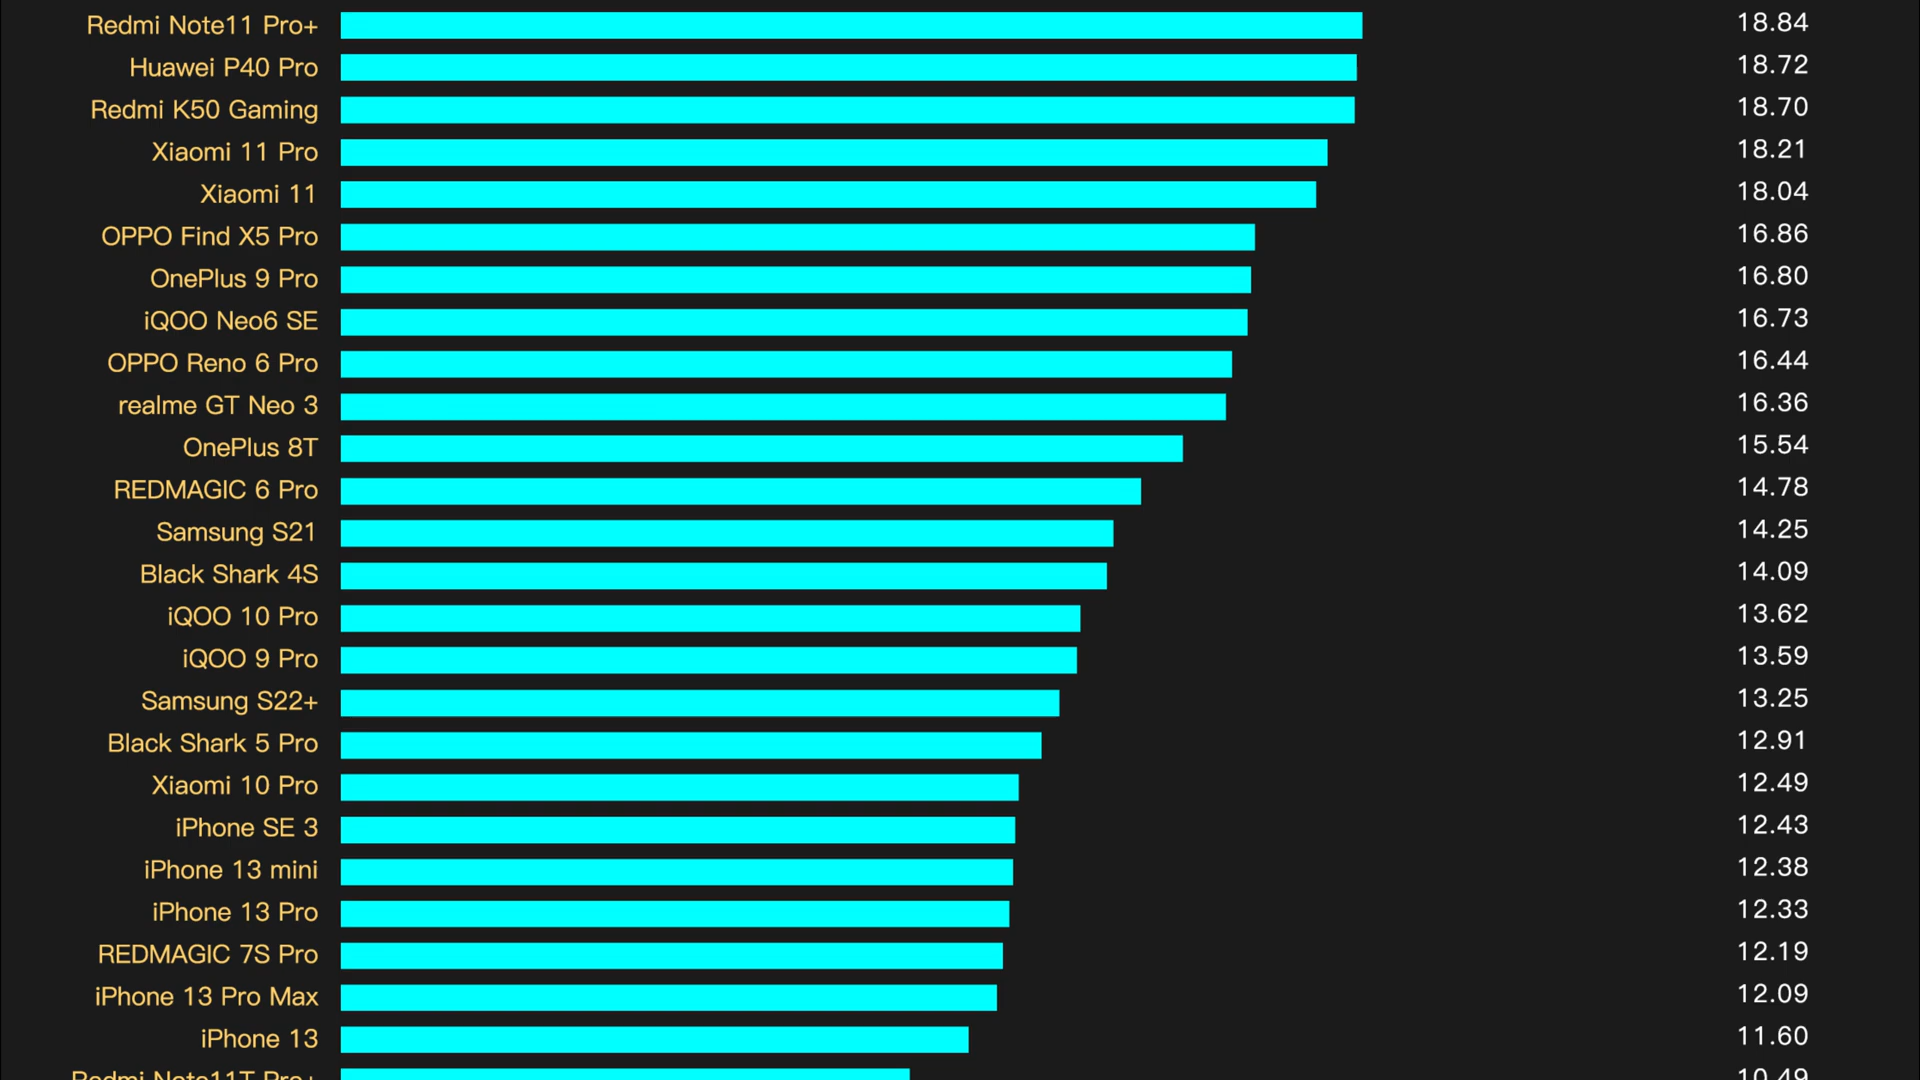 Redmi Note11 Pro+ 18.84
Huawei P40 Pro 18.72
Redmi K50 Gaming 18.70
Xiaomi 11 Pro 18.21
Xiaomi 11 18.04
OPPO Find X5 Pro 16.86
OnePlus 9 Pro 16.80
iQOO Neo6 SE 16.73
OPPO Reno 6 Pro 16.44
realme GT Neo 3 16.36
OnePlus 8T 15.54
REDMAGIC 6 Pro 14.78
Samsung S21 14.25
Black Shark 4S 14.09
iQOO 10 Pro 13.62
iQOO 9 Pro 13.59
Samsung S22+ 13.25
Black Shark 5 Pro 12.91
Xiaomi 10 Pro 12.49
iPhone SE 3 12.43
iPhone 13 mini 12.38
iPhone 13 Pro 12.33
REDMAGIC 7S Pro 12.19
iPhone 13 Pro Max 12.09
iPhone 13 11.60
Redmi Note11T Pro+ 10.49